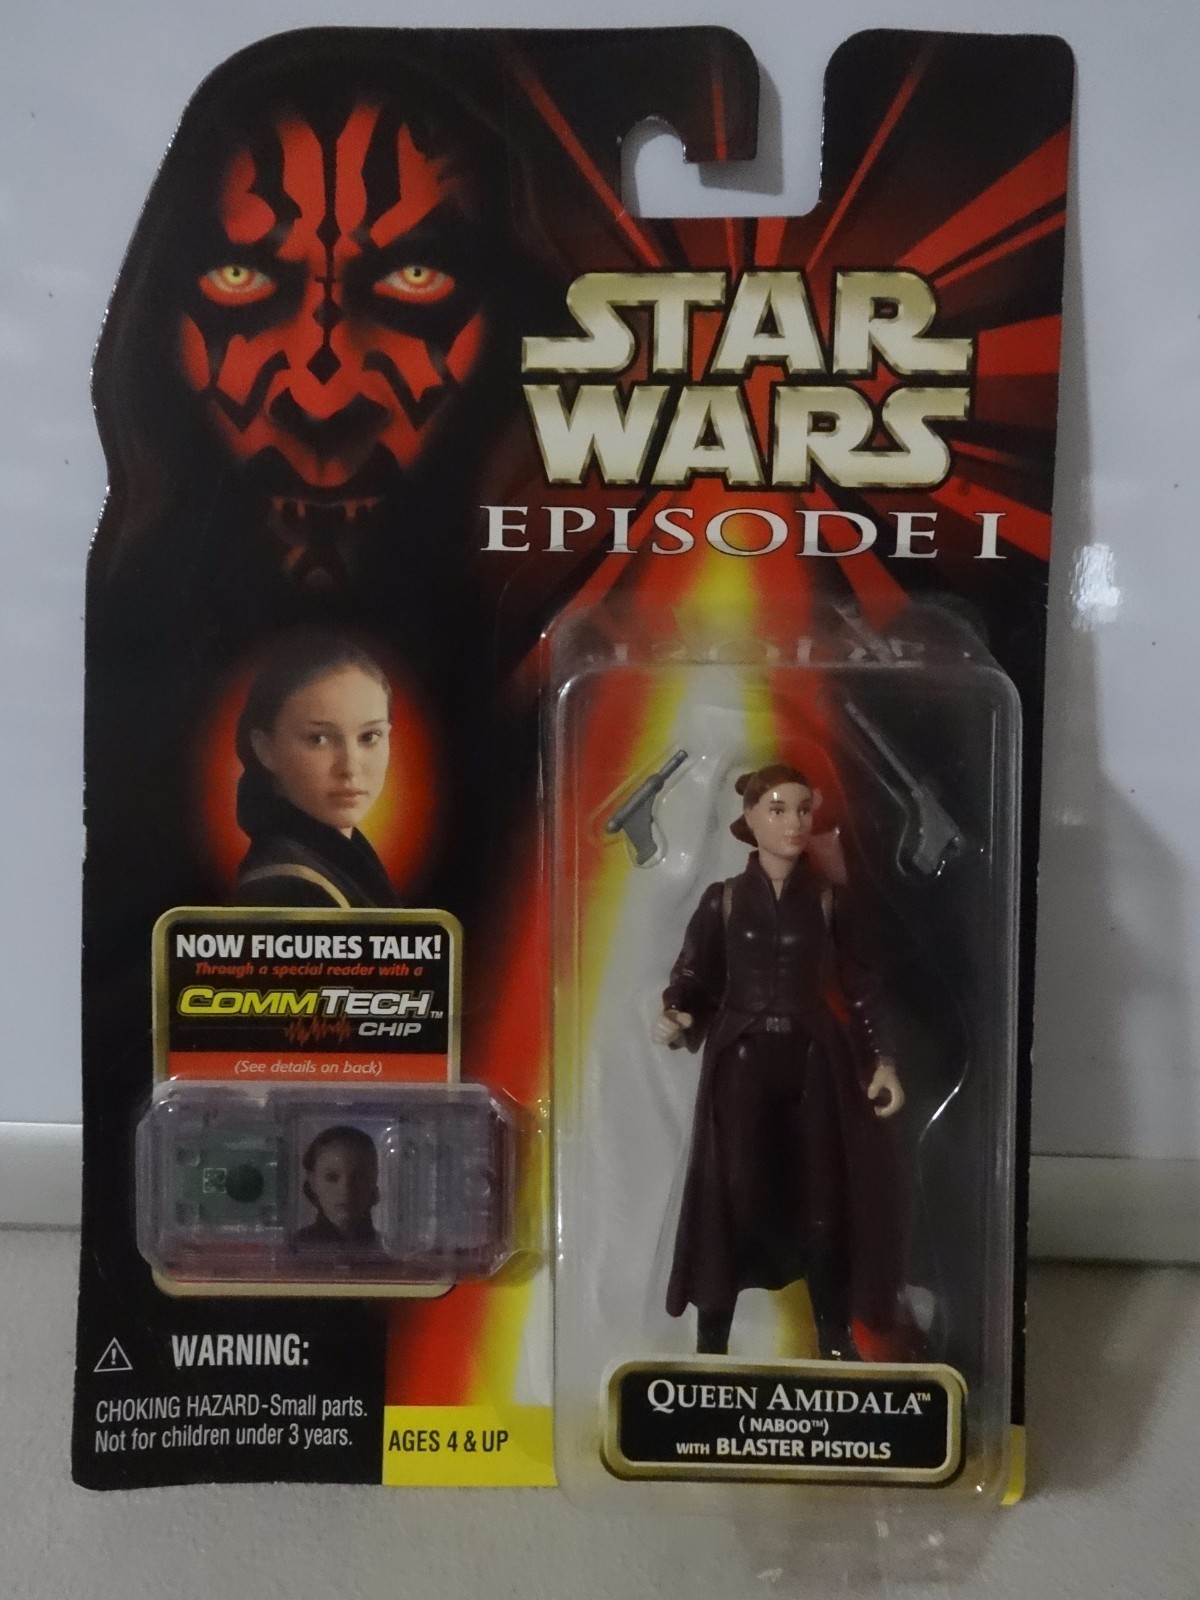 STAR
WARS
EPISODE I
NOW FIGURES TALK!
Through a special reader with a
COMMTECH™
CHIP
(See details on back)
WARNING:
CHOKING HAZARD-Small parts.
Not for children under 3 years.
AGES 4 & UP
QUEEN AMIDALA™
(NABOO™)
WITH BLASTER PISTOLS